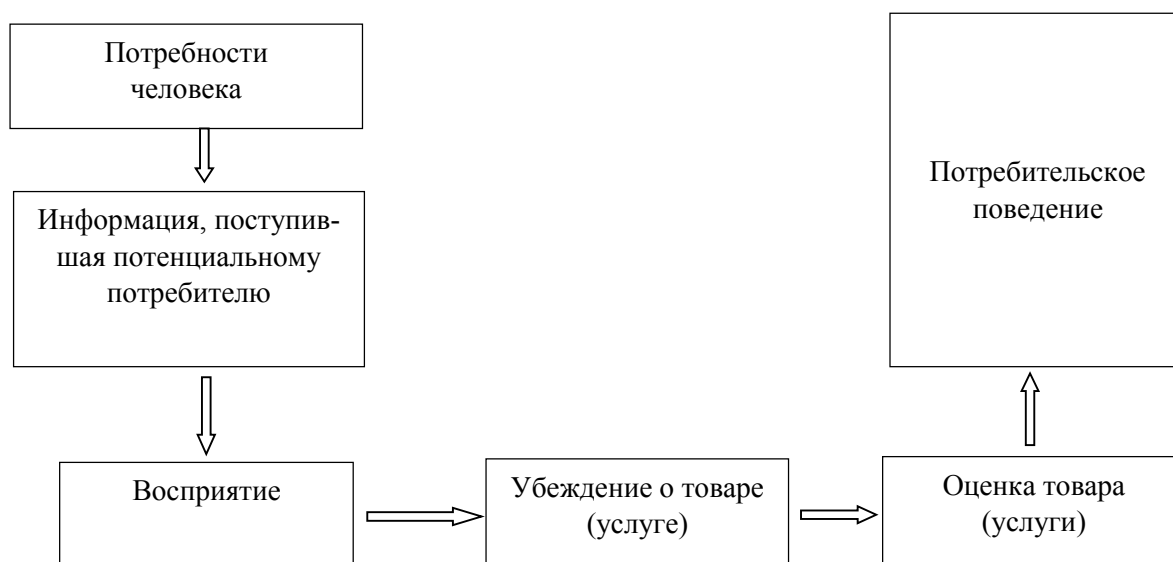 Потребности
человека
Информация, поступив-
шая потенциальному
потребителю
Восприятие
Убеждение о товаре
(услуге)
Оценка товара
(услуги)
Потребительское
поведение